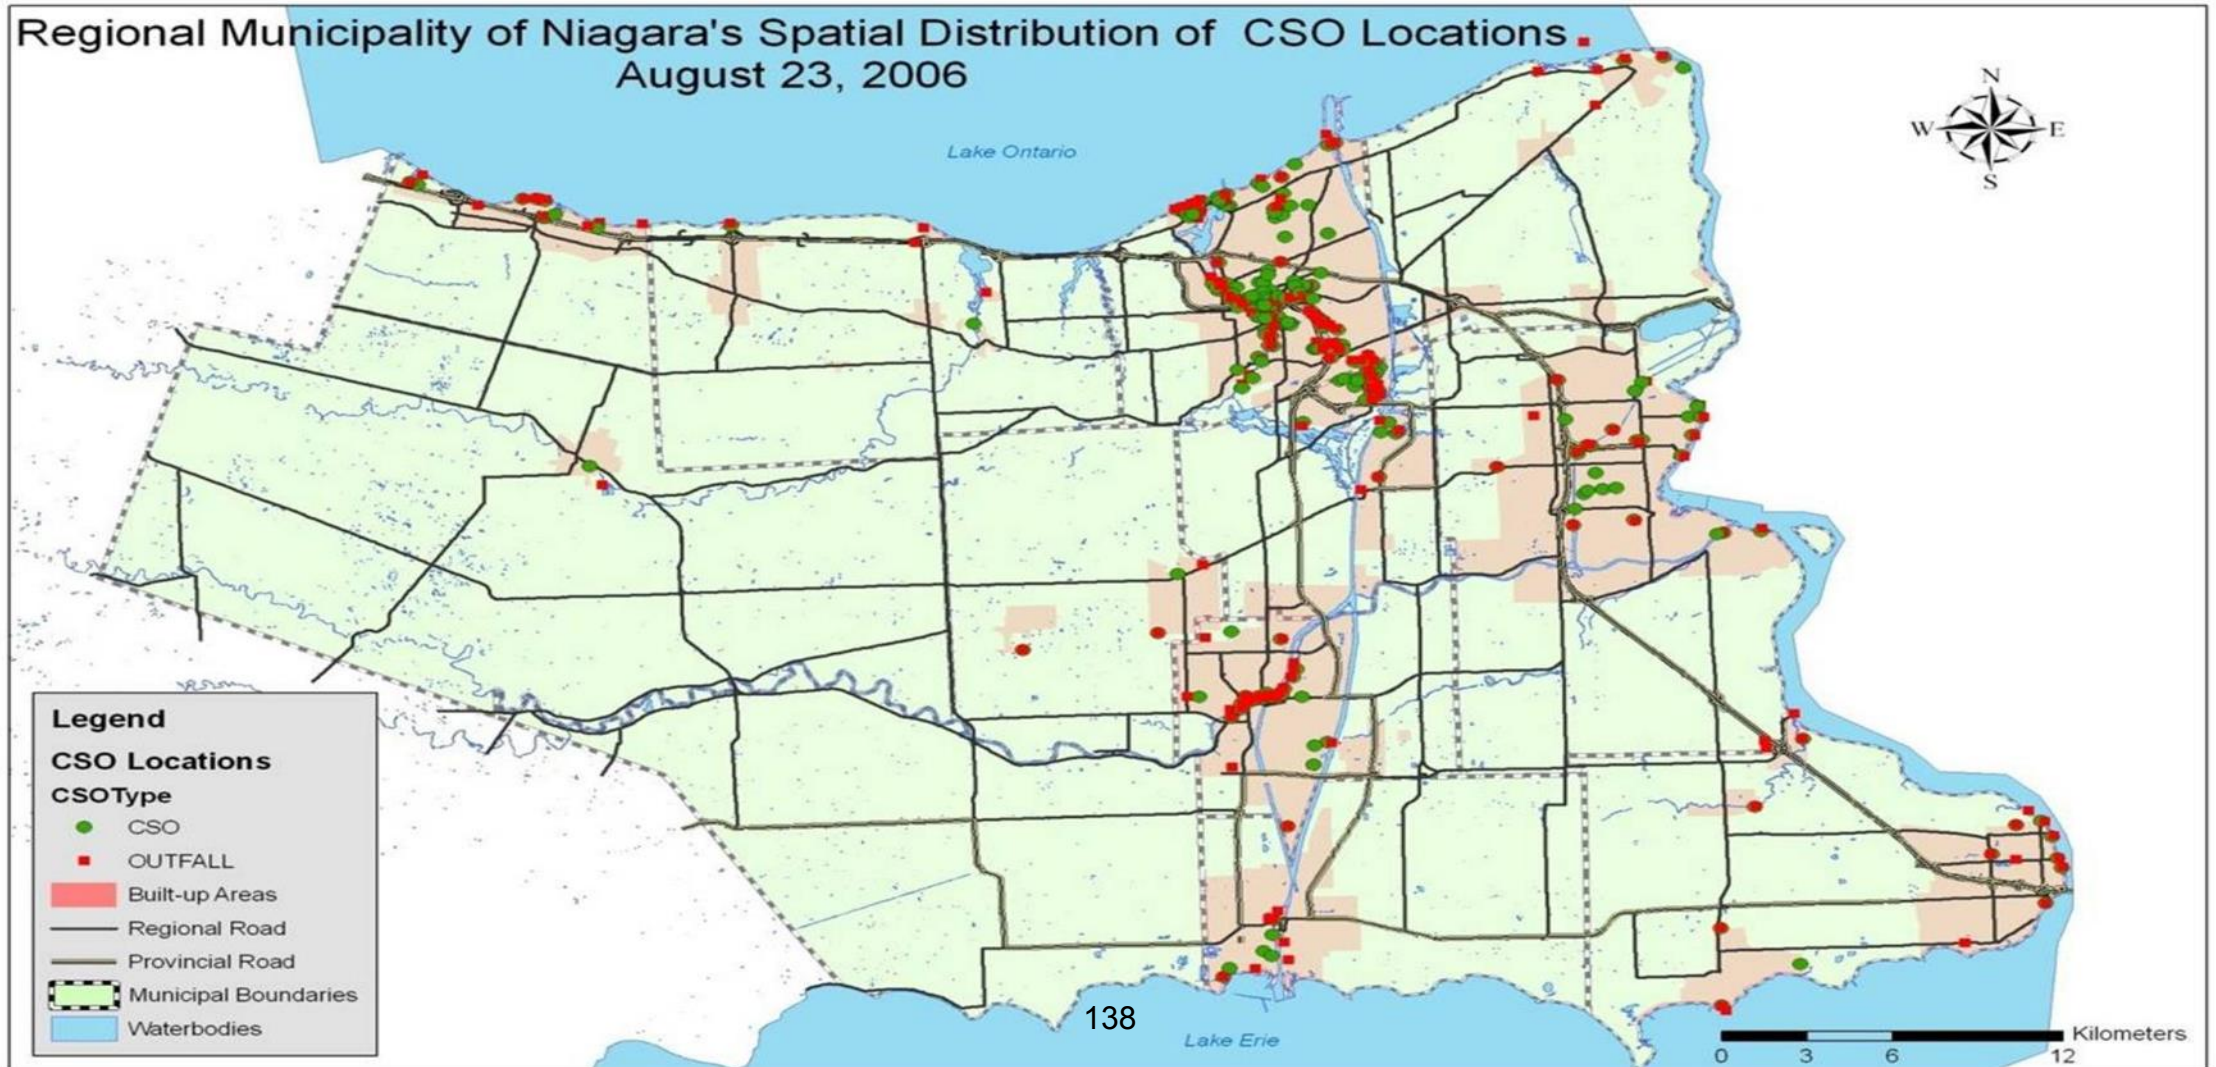 Regional Municipality of Niagara's Spatial Distribution of CSO Locations
August 23, 2006
N
W E
S
Lake Ontario
Legend
CSO Locations
CSOType
CSO
OUTFALL
Built-up Areas
Regional Road
Provincial Road
Municipal Boundaries
Waterbodies
138
Lake Erie
Kilometers
0 3 6 12